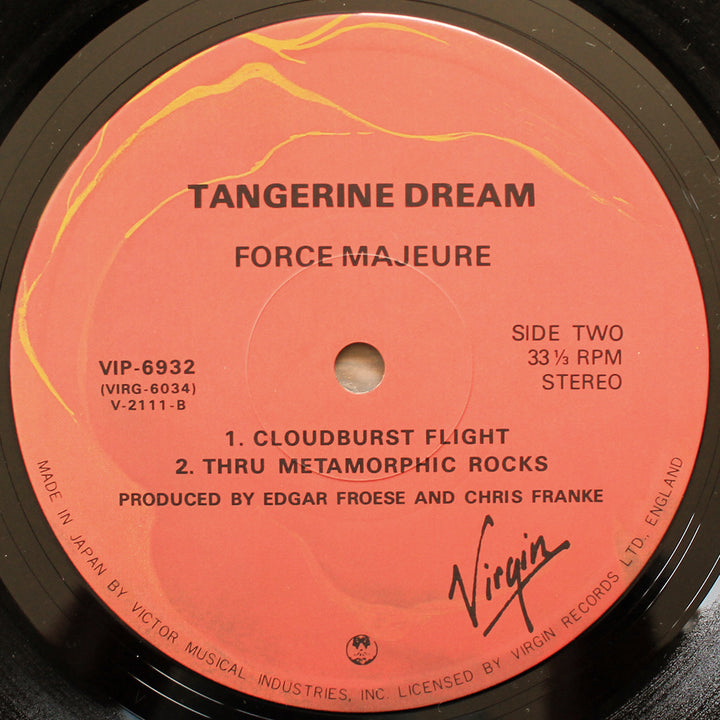 TANGERINE DREAM
FORCE MAJEURE
SIDE TWO
33 ⅓ RPM
STEREO
VIP-6932
(VIRG-6034)
V-2111-B
1. CLOUDBURST FLIGHT
2. THRU METAMORPHIC ROCKS
PRODUCED BY EDGAR FROESE AND CHRIS FRANKE
Virgin
MADE IN JAPAN BY VICTOR MUSICAL INDUSTRIES, INC. LICENSED BY VIRGIN RECORDS LTD., ENGLAND